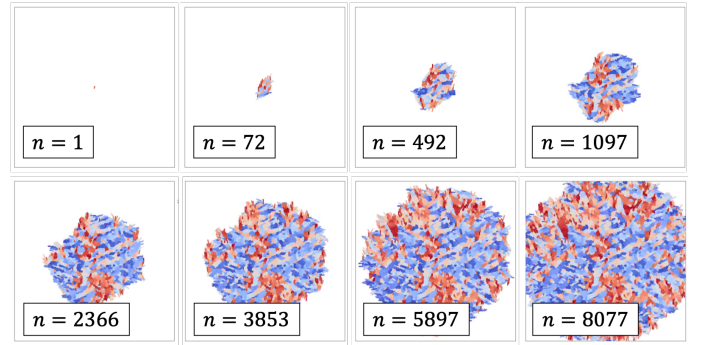 n = 1
n = 72
n = 492
n = 1097
n = 2366
n = 3853
n = 5897
n = 8077